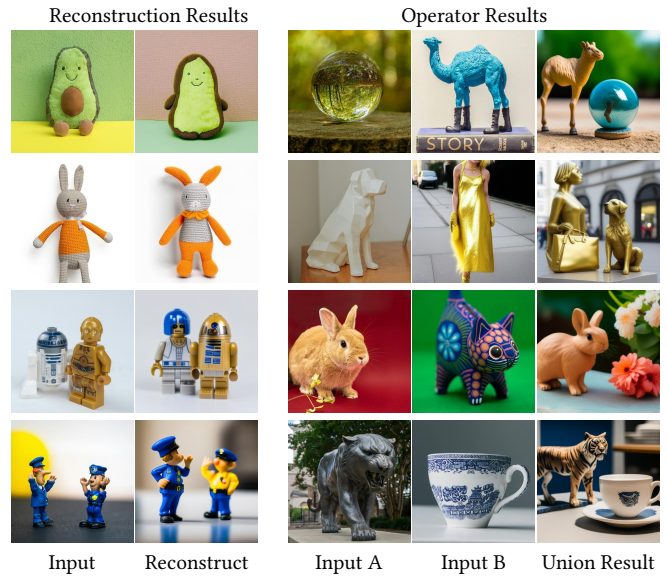 Reconstruction Results
Operator Results
STORY
Input
Reconstruct
Input A
Input B
Union Result